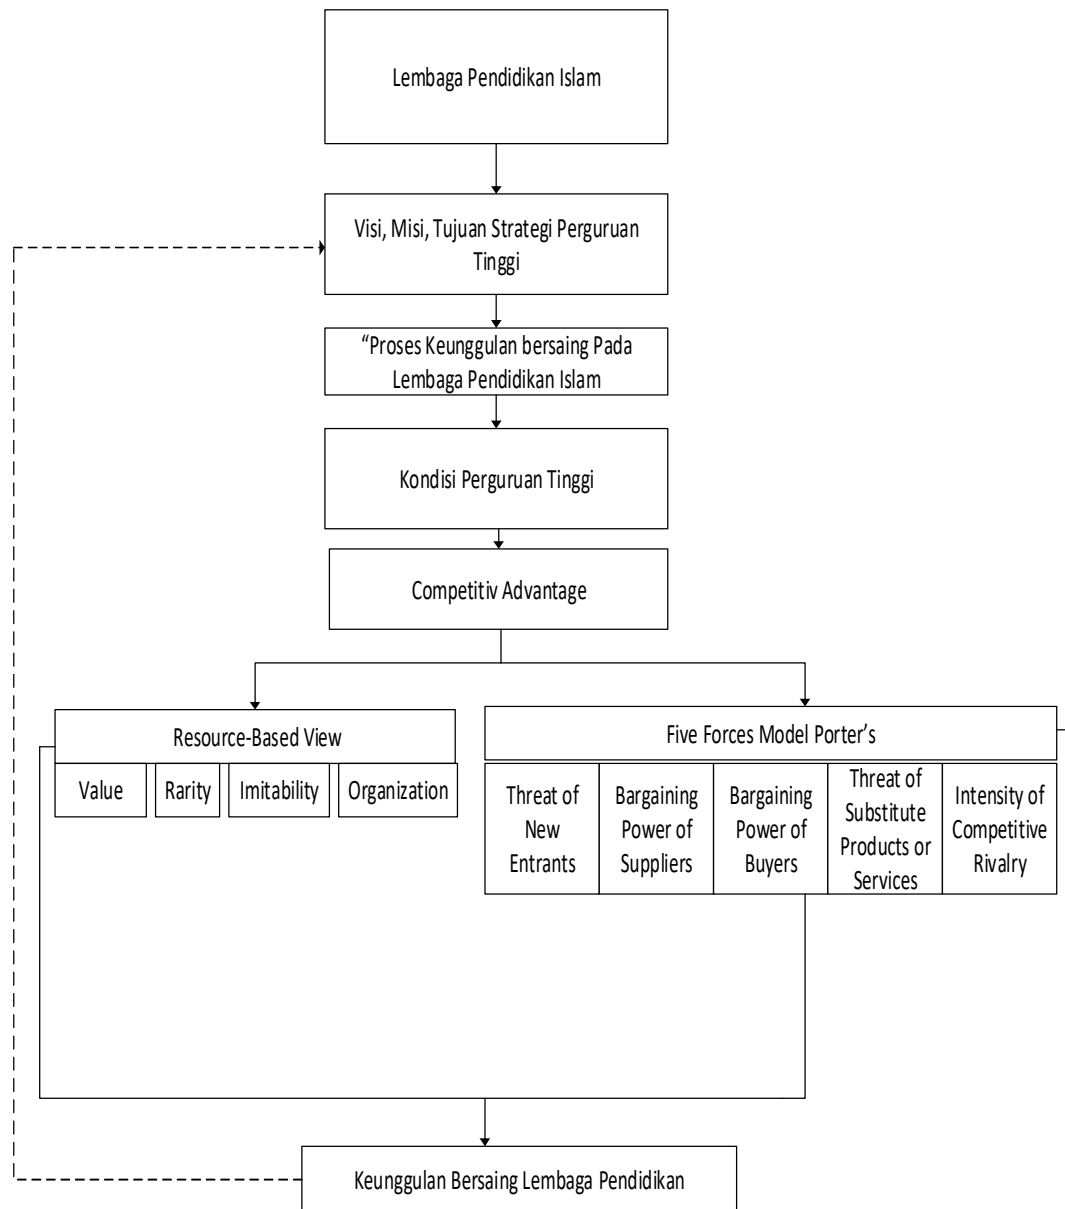 Lembaga Pendidikan Islam
Visi, Misi, Tujuan Strategi Perguruan
Tinggi
“Proses Keunggulan bersaing Pada
Lembaga Pendidikan Islam
Kondisi Perguruan Tinggi
Competitiv Advantage
Resource-Based View
Value
Rarity
Imitability
Organization
Five Forces Model Porter’s
Threat of
New
Entrants
Bargaining
Power of
Suppliers
Bargaining
Power of
Buyers
Threat of
Substitute
Products or
Services
Intensity of
Competitive
Rivalry
Keunggulan Bersaing Lembaga Pendidikan